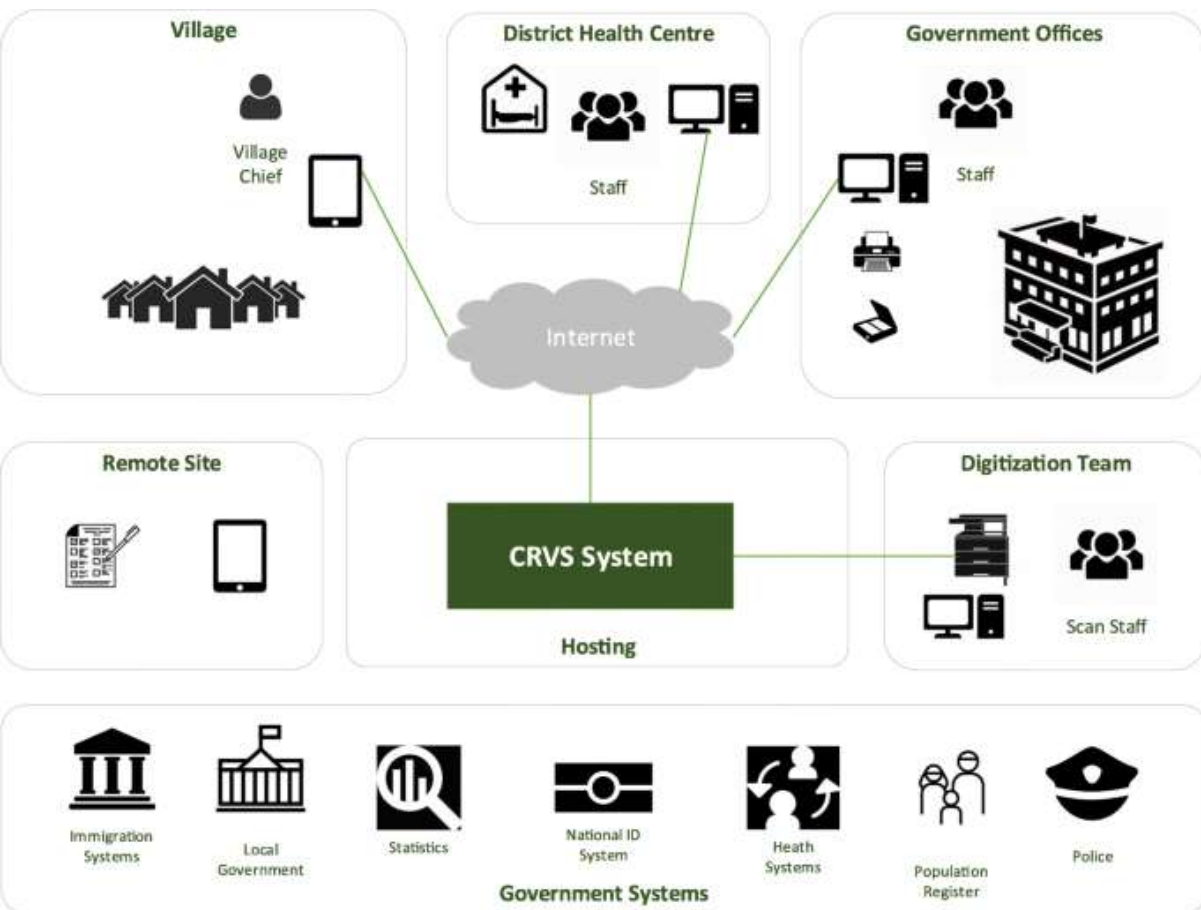 Village
District Health Centre
Government Offices
Village
Chief
Staff
Staff
Internet
Remote Site
Digitization Team
CRVS System
Scan Staff
Hosting
Immigration
Systems
Local
Government
Statistics
National ID
System
Heath
Systems
Population
Register
Police
Government Systems